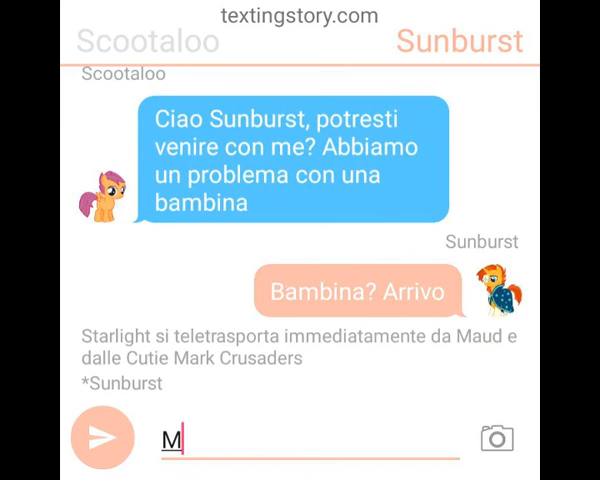 textingstory.com
Scootaloo Sunburst
Scootaloo
Ciao Sunburst, potresti
venire con me? Abbiamo
un problema con una
bambina
Sunburst
Bambina? Arrivo
Starlight si teletrasporta immediatamente da Maud e
dalle Cutie Mark Crusaders
*Sunburst
M